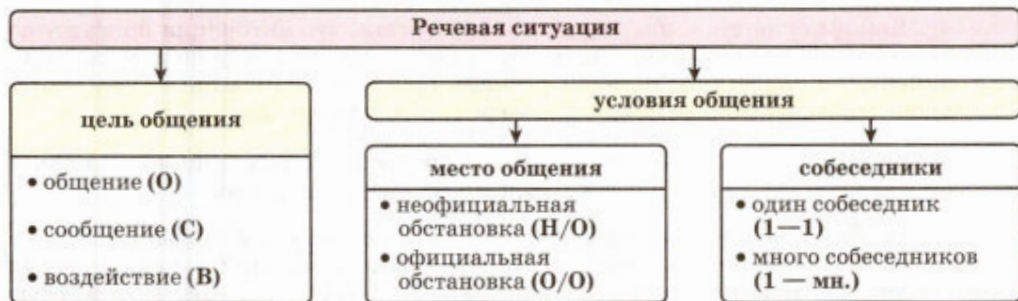 Речевая ситуация
цель общения
• общение (О)
• сообщение (С)
• воздействие (В)
условия общения
место общения
• неофициальная
обстановка (Н/О)
• официальная
обстановка (О/О)
собеседники
• один собеседник
(1—1)
• много собеседников
(1 — мн.)